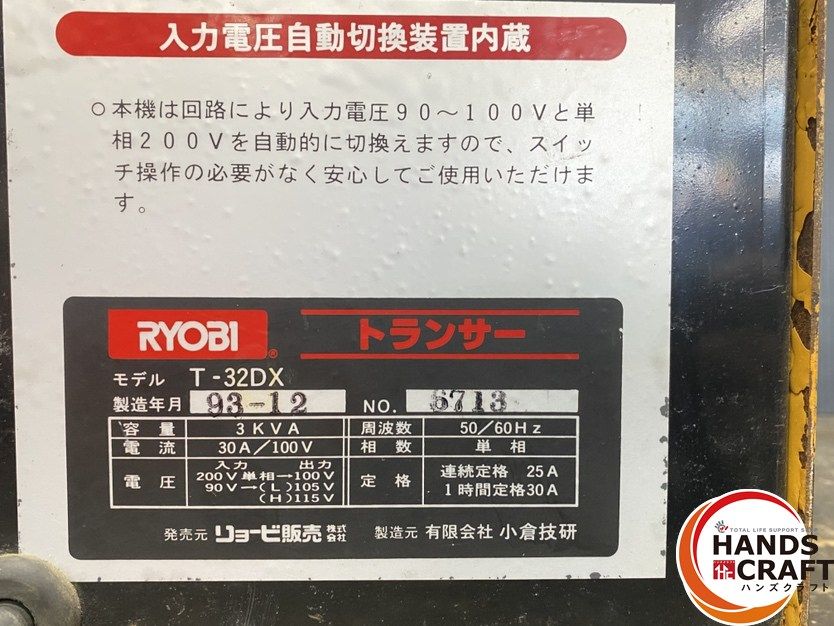 入力電圧自動切換装置内蔵
○本機は回路により入力電圧90〜100Vと単
相200Vを自動的に切換えますので、スイッ
チ操作の必要がなく安心してご使用いただけま
す。
RYOBI® トランサー
モデル T-32DX
製造年月 93-12 NO. 6713
容量 3KVA 周波数 50/60Hz
電流 30A/100V 相数 単相
電圧 入力 出力 定格 連続定格 25A
200V単相→100V 1時間定格30A
90V→(L)105V
(H)115V
発売元 リョービ販売株式会社 製造元 有限会社 小倉技研
TOTAL LIFE SUPPORT
HANDS
CRAFT
ハンズクラフト